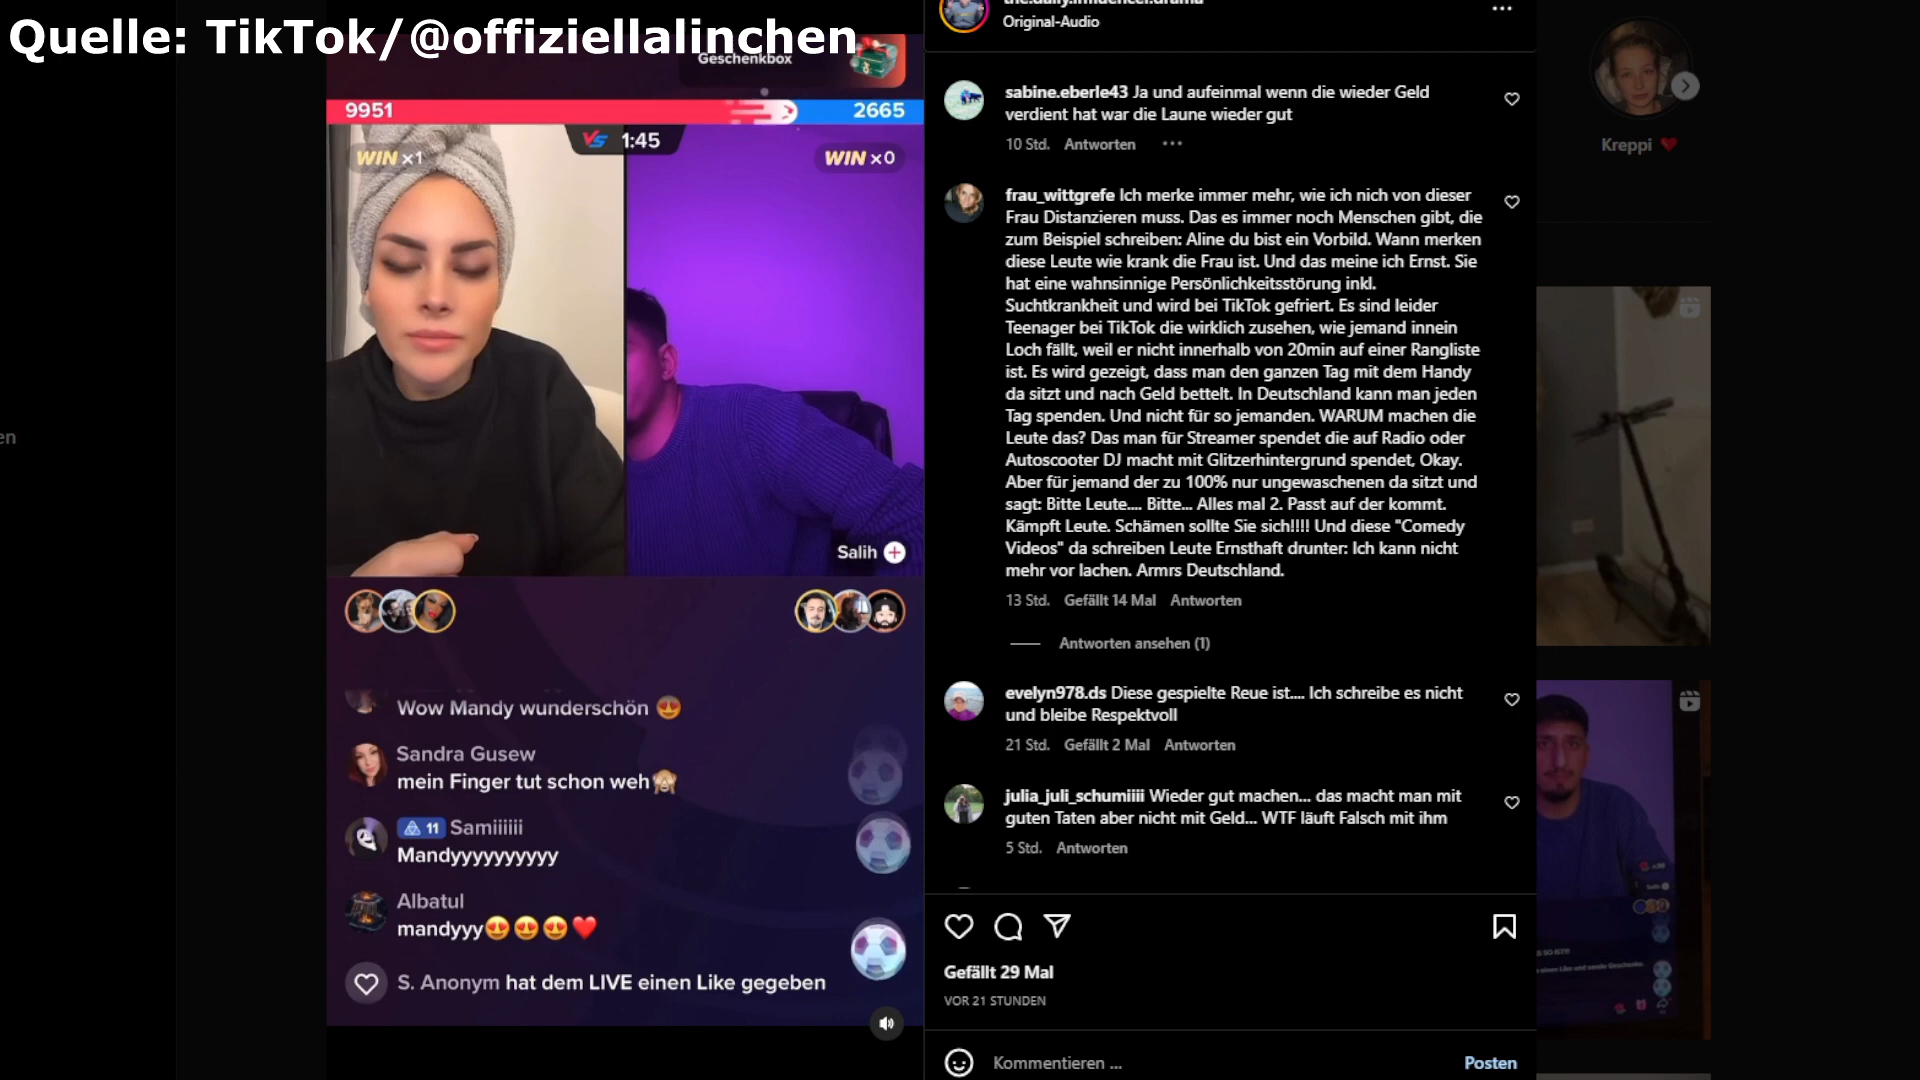 Quelle: TikTok/@offiziellalinchen
Geschenkbox
9951
2665
WIN x1
VS 1:45
WIN x0
Salih
Wow Mandy wunderschön 😍
Sandra Gusew
mein Finger tut schon weh🙈
11 Samiiiiii
Mandyyyyyyyyyy
Albatul
mandyyy😍😍😍❤️
S. Anonym hat dem LIVE einen Like gegeben
the.daily.influencer.drama
Original-Audio
sabine.eberle43 Ja und aufeinmal wenn die wieder Geld
verdient hat war die Laune wieder gut
10 Std. Antworten
frau_wittgrefe Ich merke immer mehr, wie ich nich von dieser
Frau Distanzieren muss. Das es immer noch Menschen gibt, die
zum Beispiel schreiben: Aline du bist ein Vorbild. Wann merken
diese Leute wie krank die Frau ist. Und das meine ich Ernst. Sie
hat eine wahnsinnige Persönlichkeitsstörung inkl.
Suchtkrankheit und wird bei TikTok gefriert. Es sind leider
Teenager bei TikTok die wirklich zusehen, wie jemand innein
Loch fällt, weil er nicht innerhalb von 20min auf einer Rangliste
ist. Es wird gezeigt, dass man den ganzen Tag mit dem Handy
da sitzt und nach Geld bettelt. In Deutschland kann man jeden
Tag spenden. Und nicht für so jemanden. WARUM machen die
Leute das? Das man für Streamer spendet die auf Radio oder
Autoscooter DJ macht mit Glitzerhintergrund spendet, Okay.
Aber für jemand der zu 100% nur ungewaschenen da sitzt und
sagt: Bitte Leute.... Bitte... Alles mal 2. Passt auf der kommt.
Kämpft Leute. Schämen sollte Sie sich!!!! Und diese "Comedy
Videos" da schreiben Leute Ernsthaft drunter: Ich kann nicht
mehr vor lachen. Armrs Deutschland.
13 Std. Gefällt 14 Mal Antworten
Antworten ansehen (1)
evelyn978.ds Diese gespielte Reue ist.... Ich schreibe es nicht
und bleibe Respektvoll
21 Std. Gefällt 2 Mal Antworten
julia_juli_schumiiii Wieder gut machen... das macht man mit
guten Taten aber nicht mit Geld... WTF läuft Falsch mit ihm
5 Std. Antworten
Gefällt 29 Mal
VOR 21 STUNDEN
Kommentieren ...
Posten
Kreppi ❤️
en